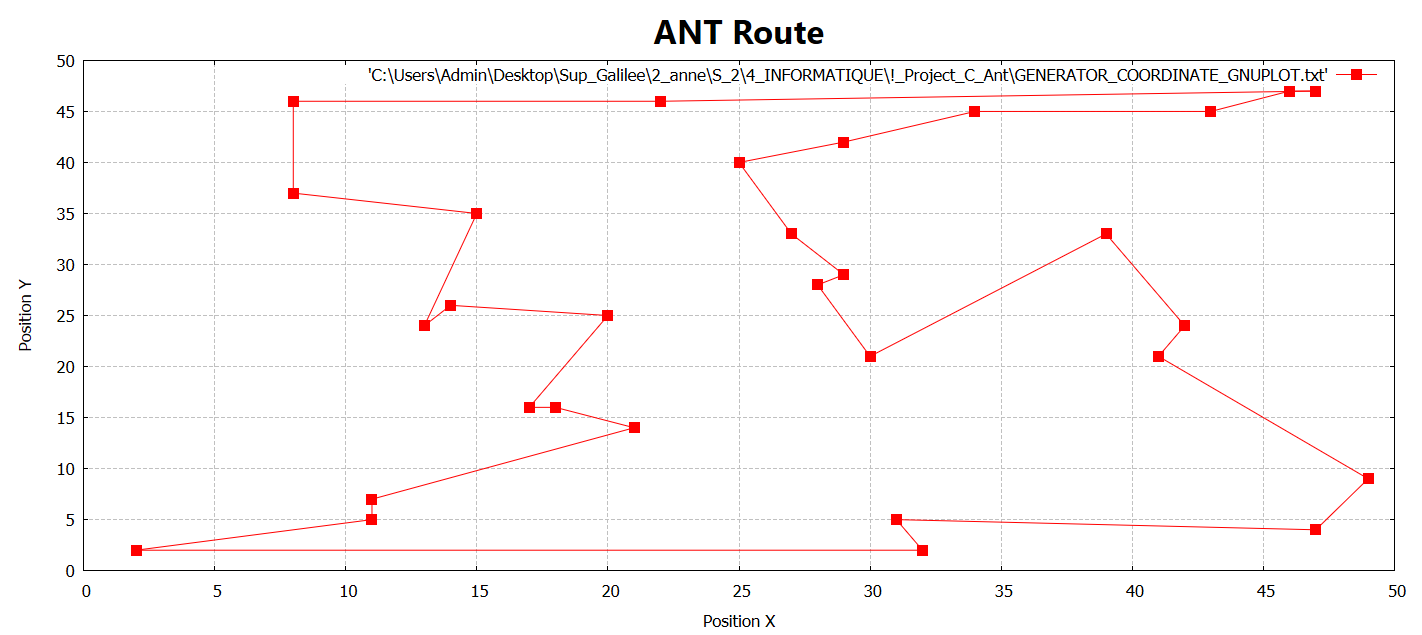 ANT Route
'C:\Users\Admin\Desktop\Sup_Galilee\2_anne\S_2\4_INFORMATIQUE\!_Project_C_Ant\GENERATOR_COORDINATE_GNUPLOT.txt'
50
45
40
35
30
25
20
15
10
5
0
Position Y
0 5 10 15 20 25 30 35 40 45 50
Position X